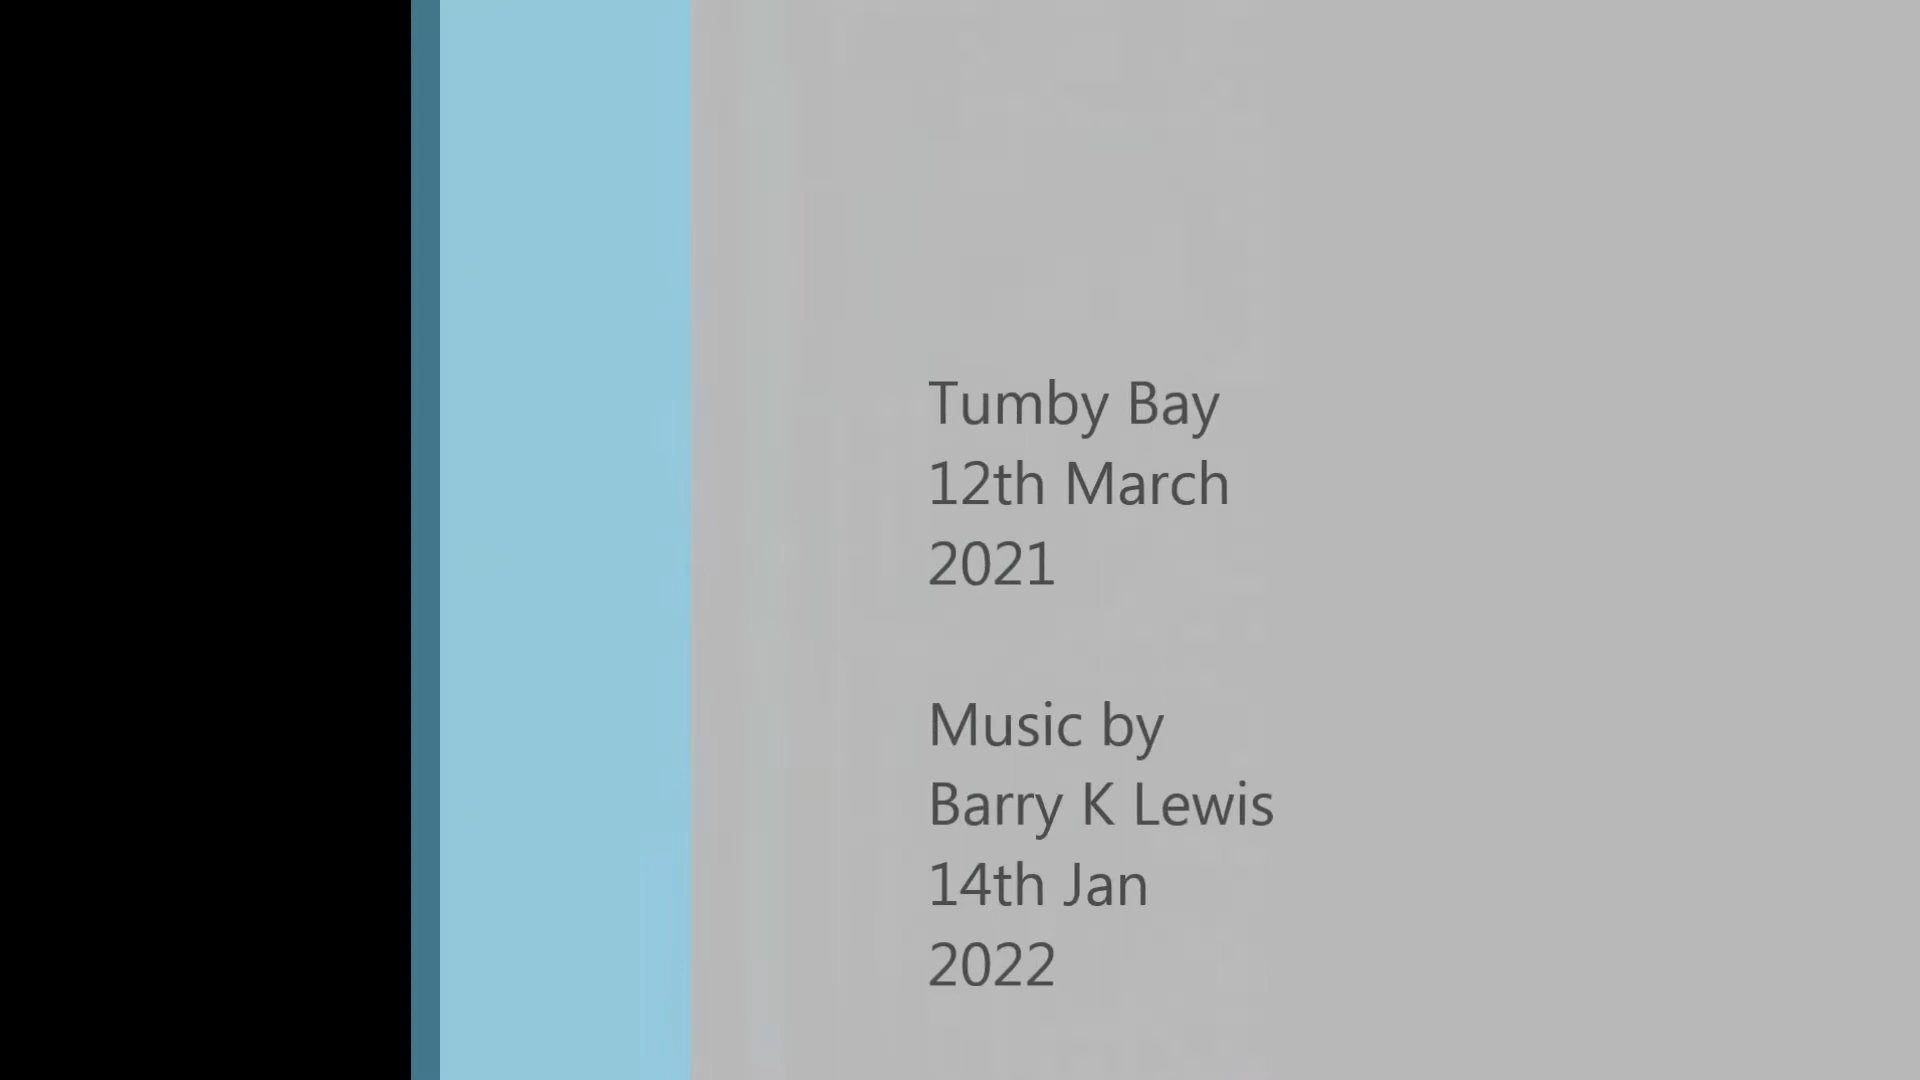 Tumby Bay
12th March
2021
Music by
Barry K Lewis
14th Jan
2022